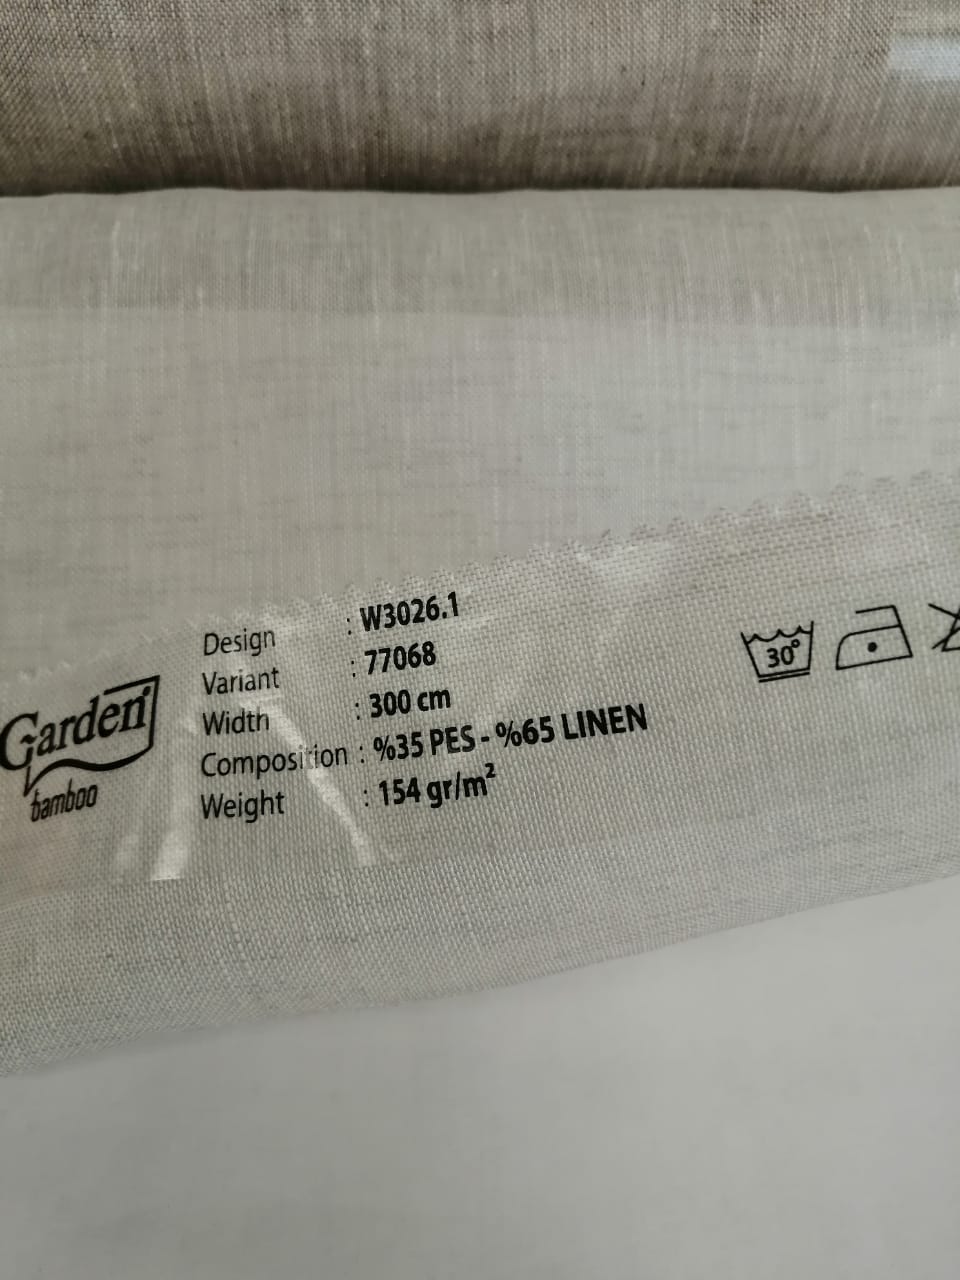 Garden
bamboo
Design : W3026.1
Variant : 77068
Width : 300 cm
Composition : %35 PES - %65 LINEN
Weight : 154 gr/m²
30°